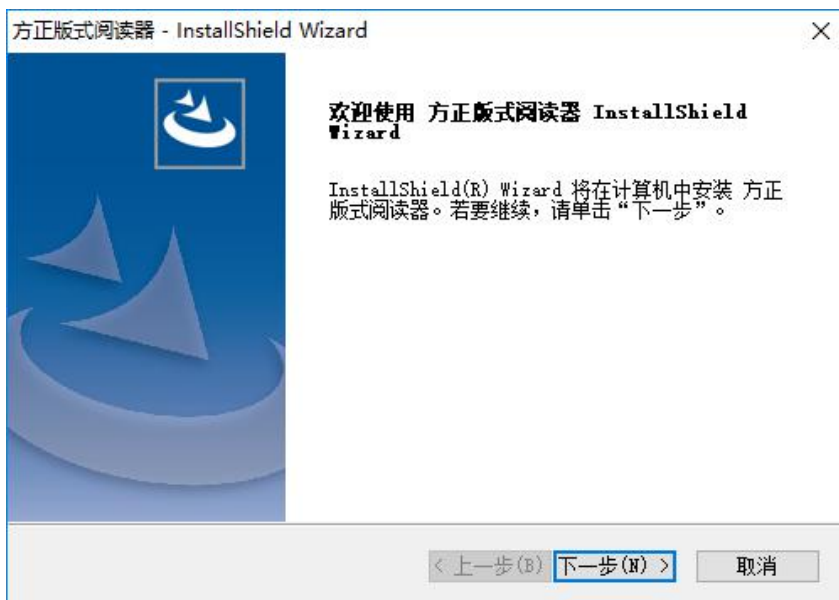 方正版式阅读器 - InstallShield Wizard
欢迎使用 方正版式阅读器 InstallShield
Wizard
InstallShield(R) Wizard 将在计算机中安装 方正
版式阅读器。若要继续，请单击“下一步”。
< 上一步(B) 下一步(N) > 取消